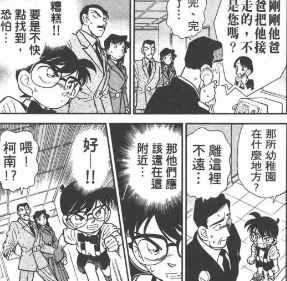 剛剛他爸
爸把他接
走的，不
是您嗎？
完、完
了…
糟糕!!
要是不快
點找到，
恐怕…
那所幼稚園
在什麼地方？
離這裡
不遠…
那他們應
該還在這
附近…
好!!
喂！
柯南!?